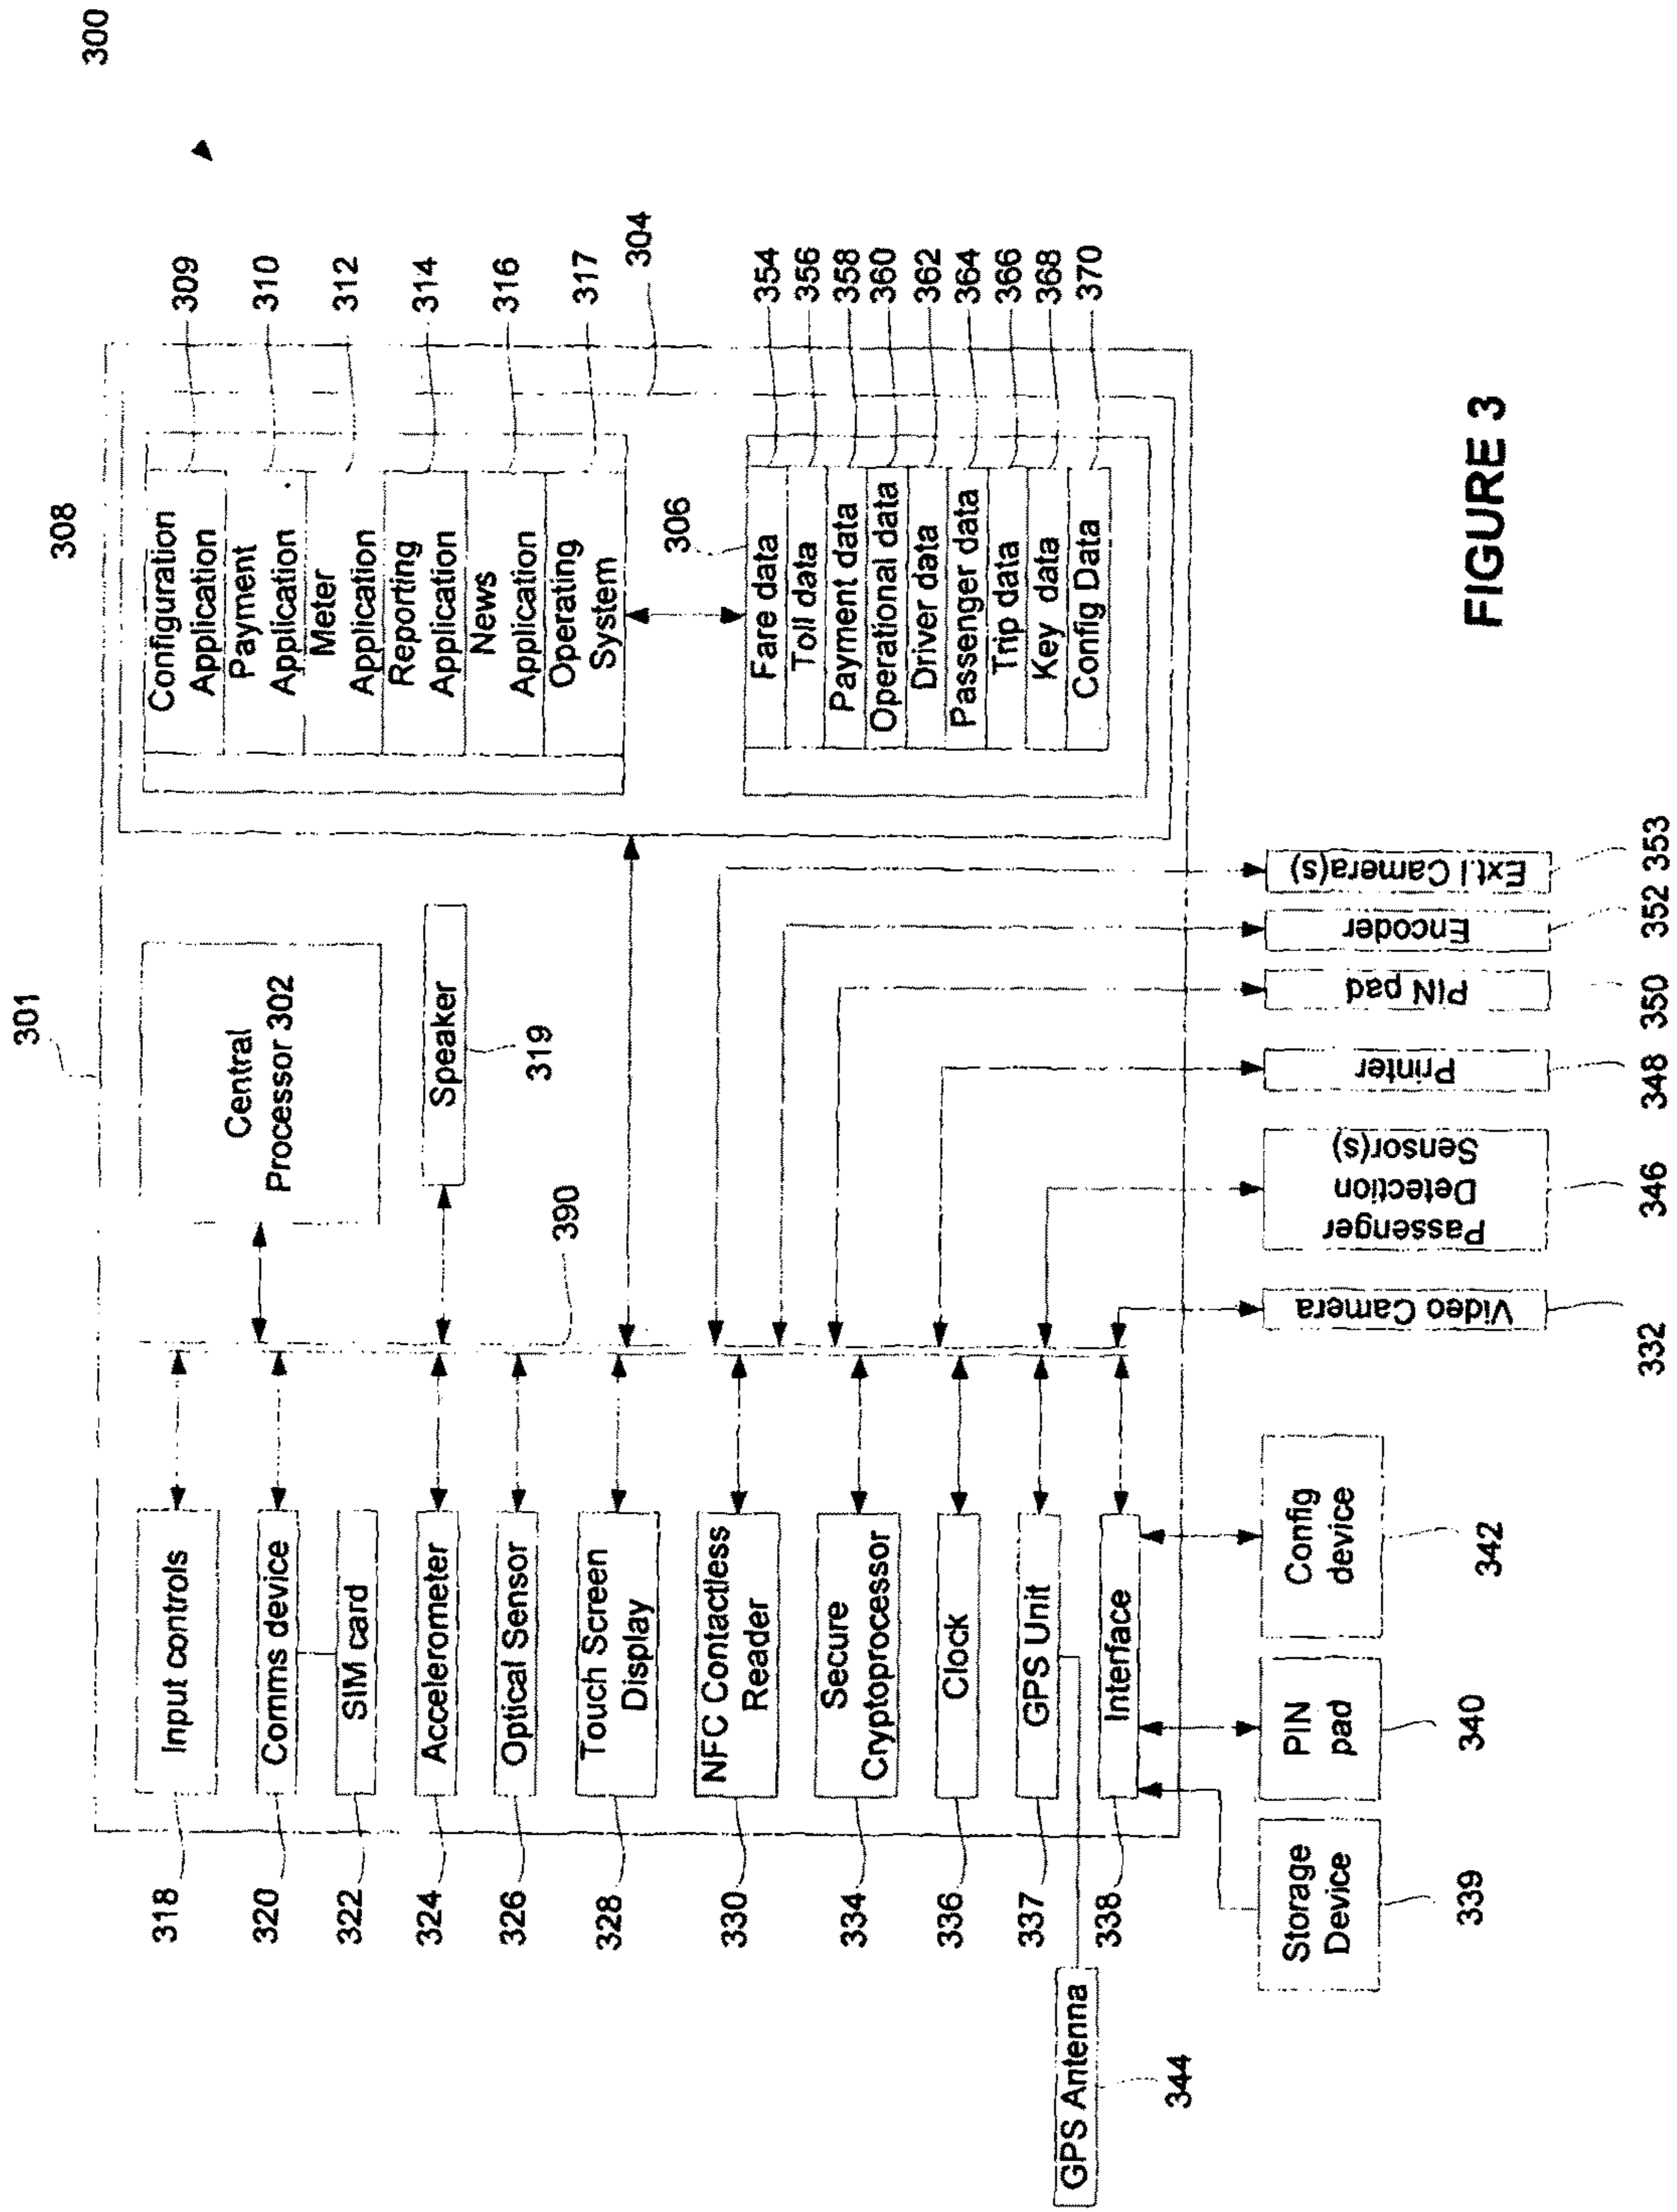 300
301
308
Central
Processor 302
Speaker
319
390
Configuration
Application
Payment
Application
Meter
Application
Reporting
Application
News
Application
Operating
System
309
310
312
314
316
317
304
306
Fare data
Toll data
Payment data
Operational data
Driver data
Passenger data
Trip data
Key data
Config Data
354
356
358
360
362
364
366
368
370
318
Input controls
320
Comms device
322
SIM card
324
Accelerometer
326
Optical Sensor
328
Touch Screen
Display
330
NFC Contactless
Reader
334
Secure
Cryptoprocessor
336
Clock
337
GPS Unit
338
Interface
GPS Antenna
344
Storage
Device
339
PIN
pad
340
Config
device
342
Video Camera
332
Passenger
Detection
Sensor(s)
346
Printer
348
PIN pad
350
Encoder
352
Ext.l Camera(s)
353
FIGURE 3